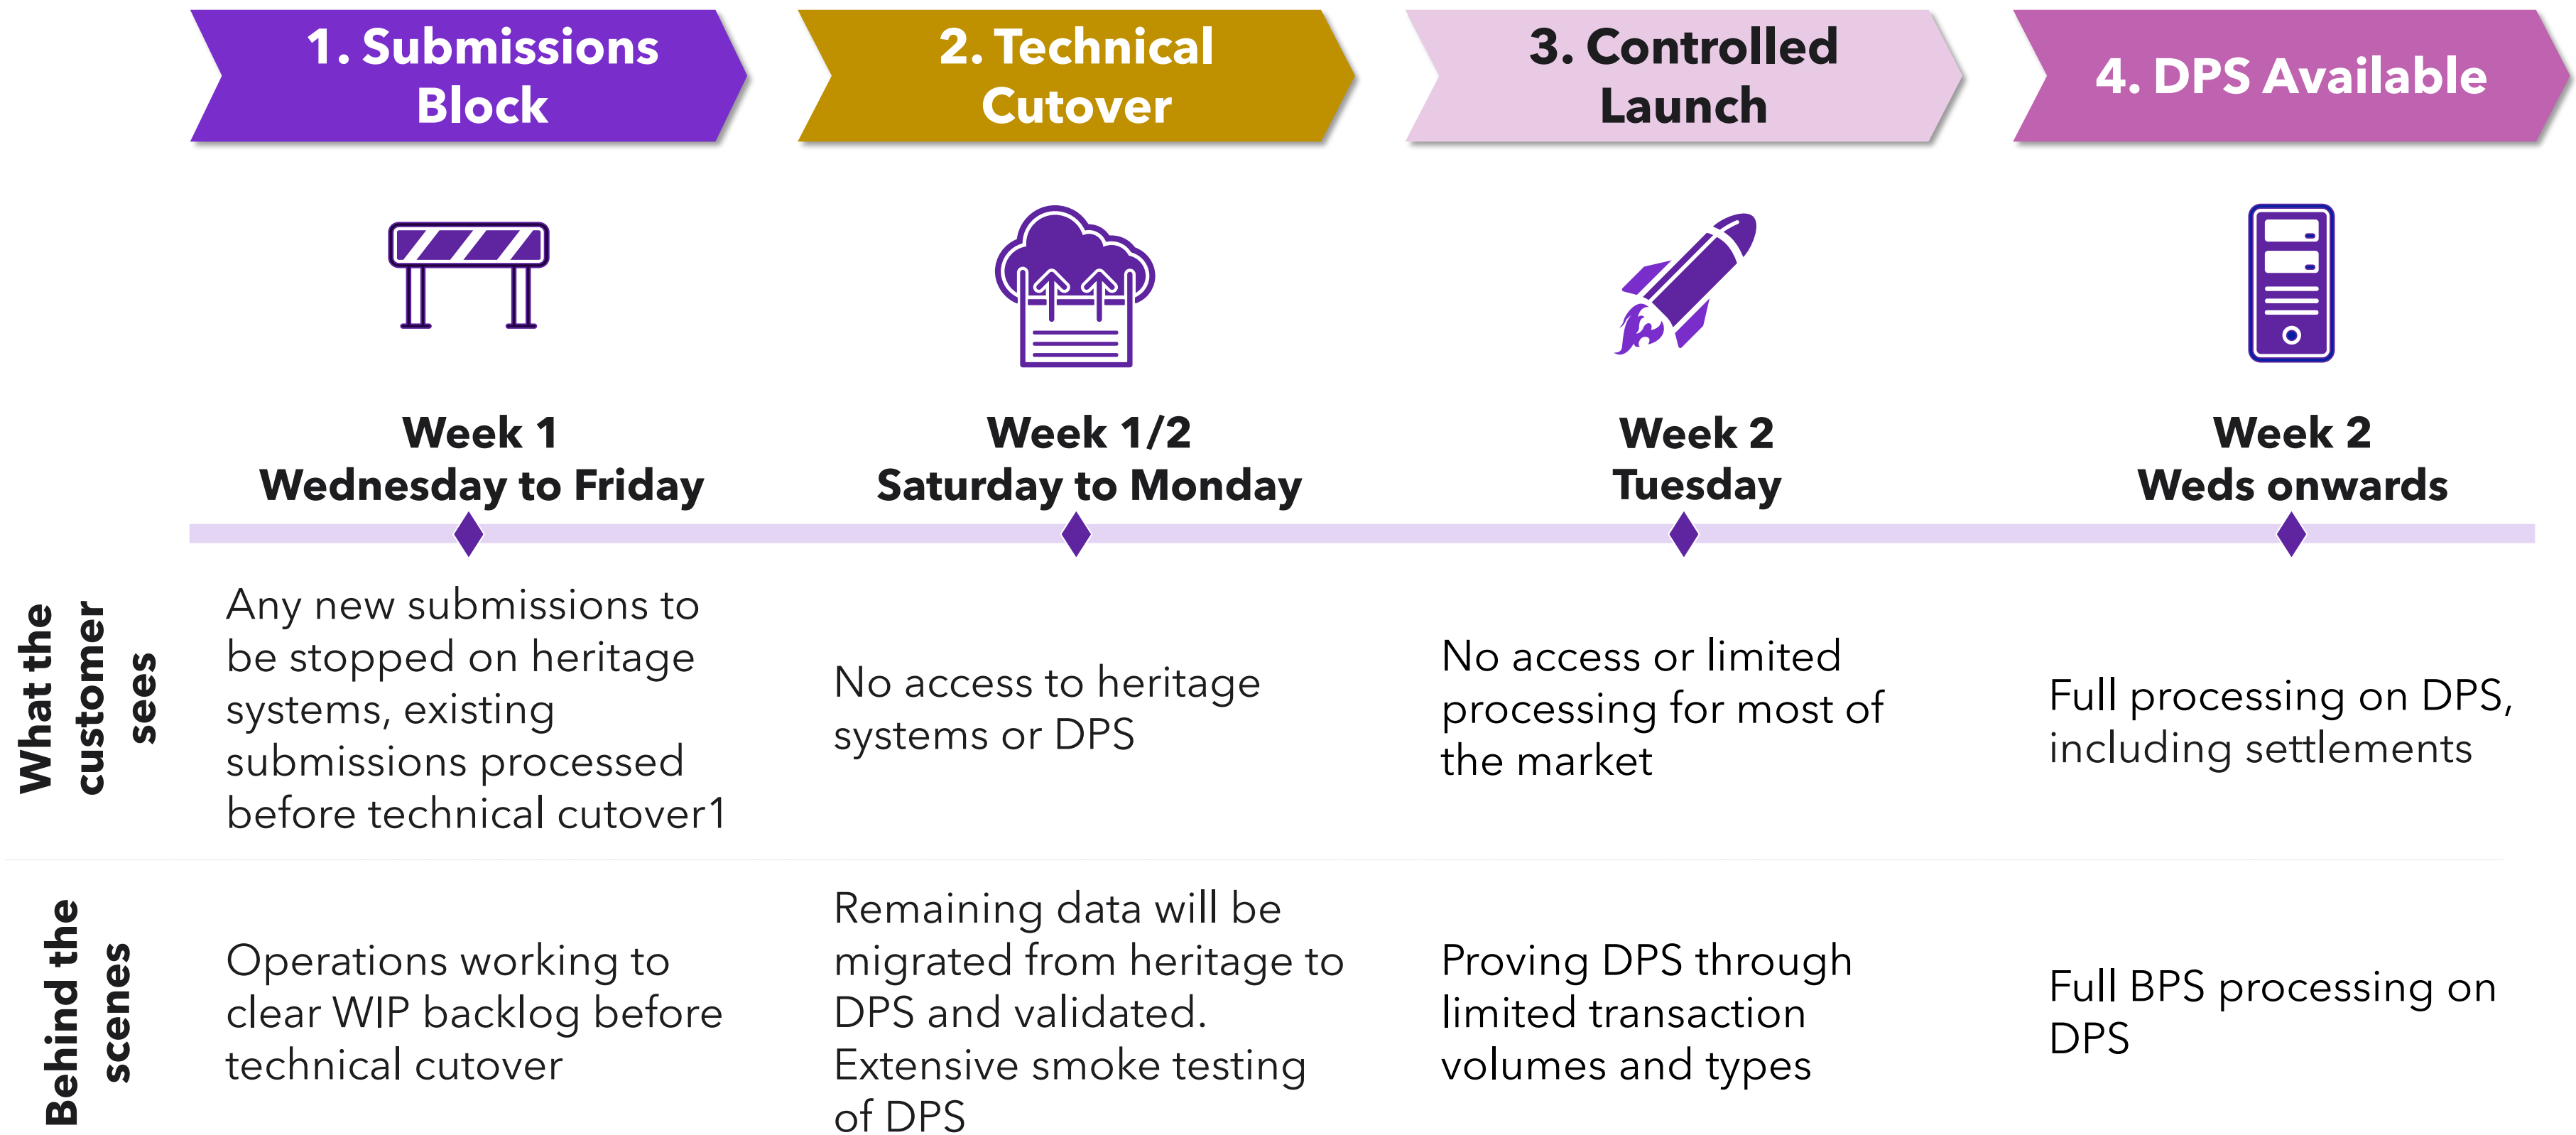 1. Submissions
Block
2. Technical
Cutover
3. Controlled
Launch
4. DPS Available
Week 1
Wednesday to Friday
Week 1/2
Saturday to Monday
Week 2
Tuesday
Week 2
Weds onwards
What the
customer
sees
Any new submissions to
be stopped on heritage
systems, existing
submissions processed
before technical cutover1
No access to heritage
systems or DPS
No access or limited
processing for most of
the market
Full processing on DPS,
including settlements
Behind the
scenes
Operations working to
clear WIP backlog before
technical cutover
Remaining data will be
migrated from heritage to
DPS and validated.
Extensive smoke testing
of DPS
Proving DPS through
limited transaction
volumes and types
Full BPS processing on
DPS